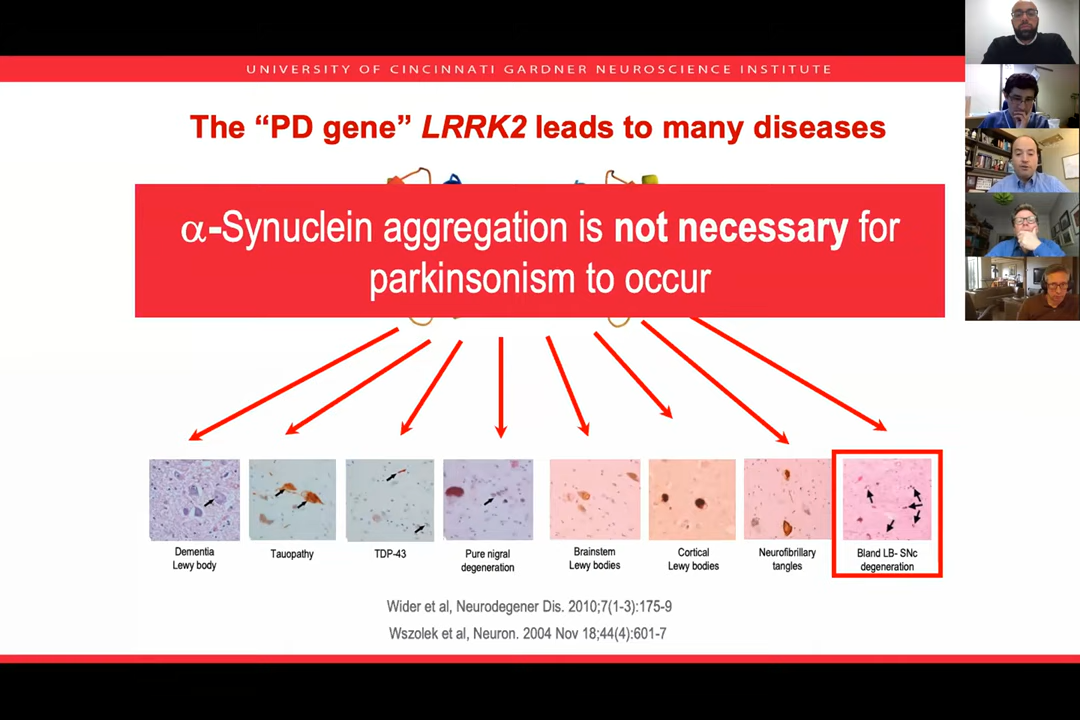 UNIVERSITY OF CINCINNATI GARDNER NEUROSCIENCE INSTITUTE
The “PD gene” LRRK2 leads to many diseases
α-Synuclein aggregation is not necessary for
parkinsonism to occur
Dementia
Lewy body
Tauopathy
TDP-43
Pure nigral
degeneration
Brainstem
Lewy bodies
Cortical
Lewy bodies
Neurofibrillary
tangles
Bland LB- SNc
degeneration
Wider et al, Neurodegener Dis. 2010;7(1-3):175-9
Wszolek et al, Neuron. 2004 Nov 18;44(4):601-7